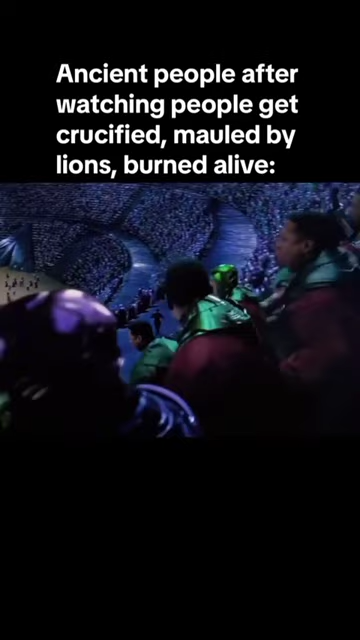 Ancient people after
watching people get
crucified, mauled by
lions, burned alive: